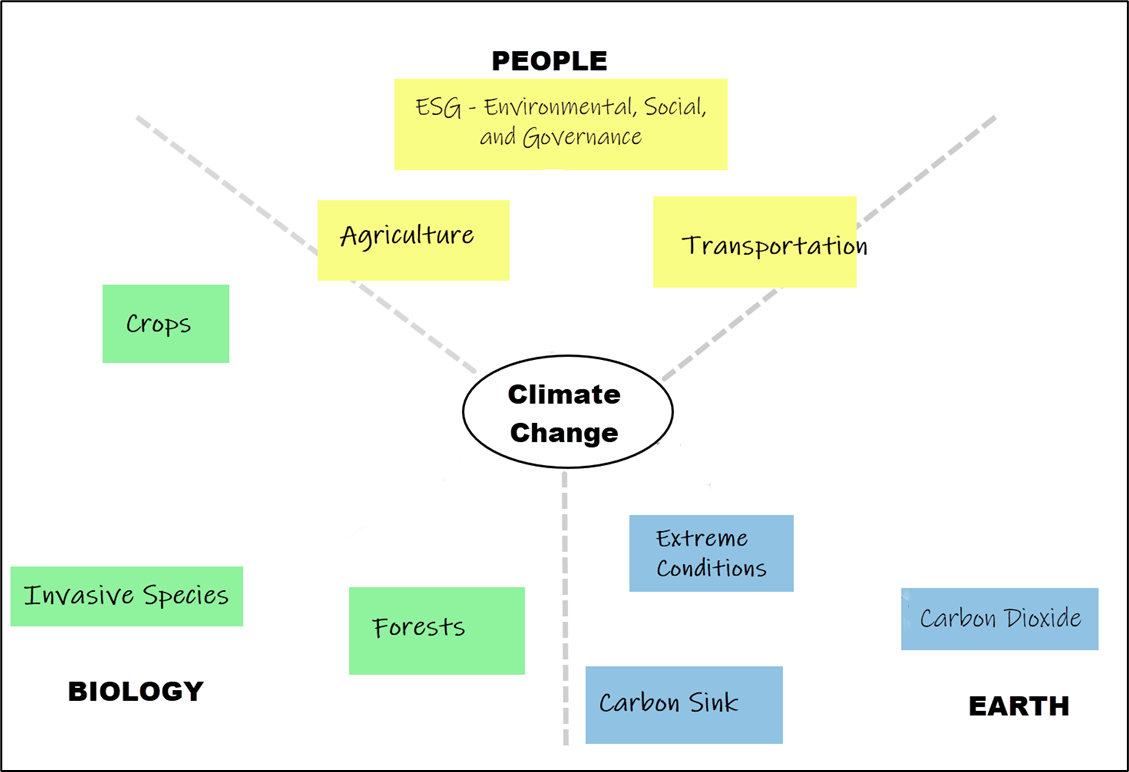 PEOPLE
ESG - Environmental, Social,
and Governance
Agriculture
Transportation
Crops
Climate
Change
Extreme
Conditions
Invasive Species
Forests
Carbon Dioxide
BIOLOGY
Carbon Sink
EARTH